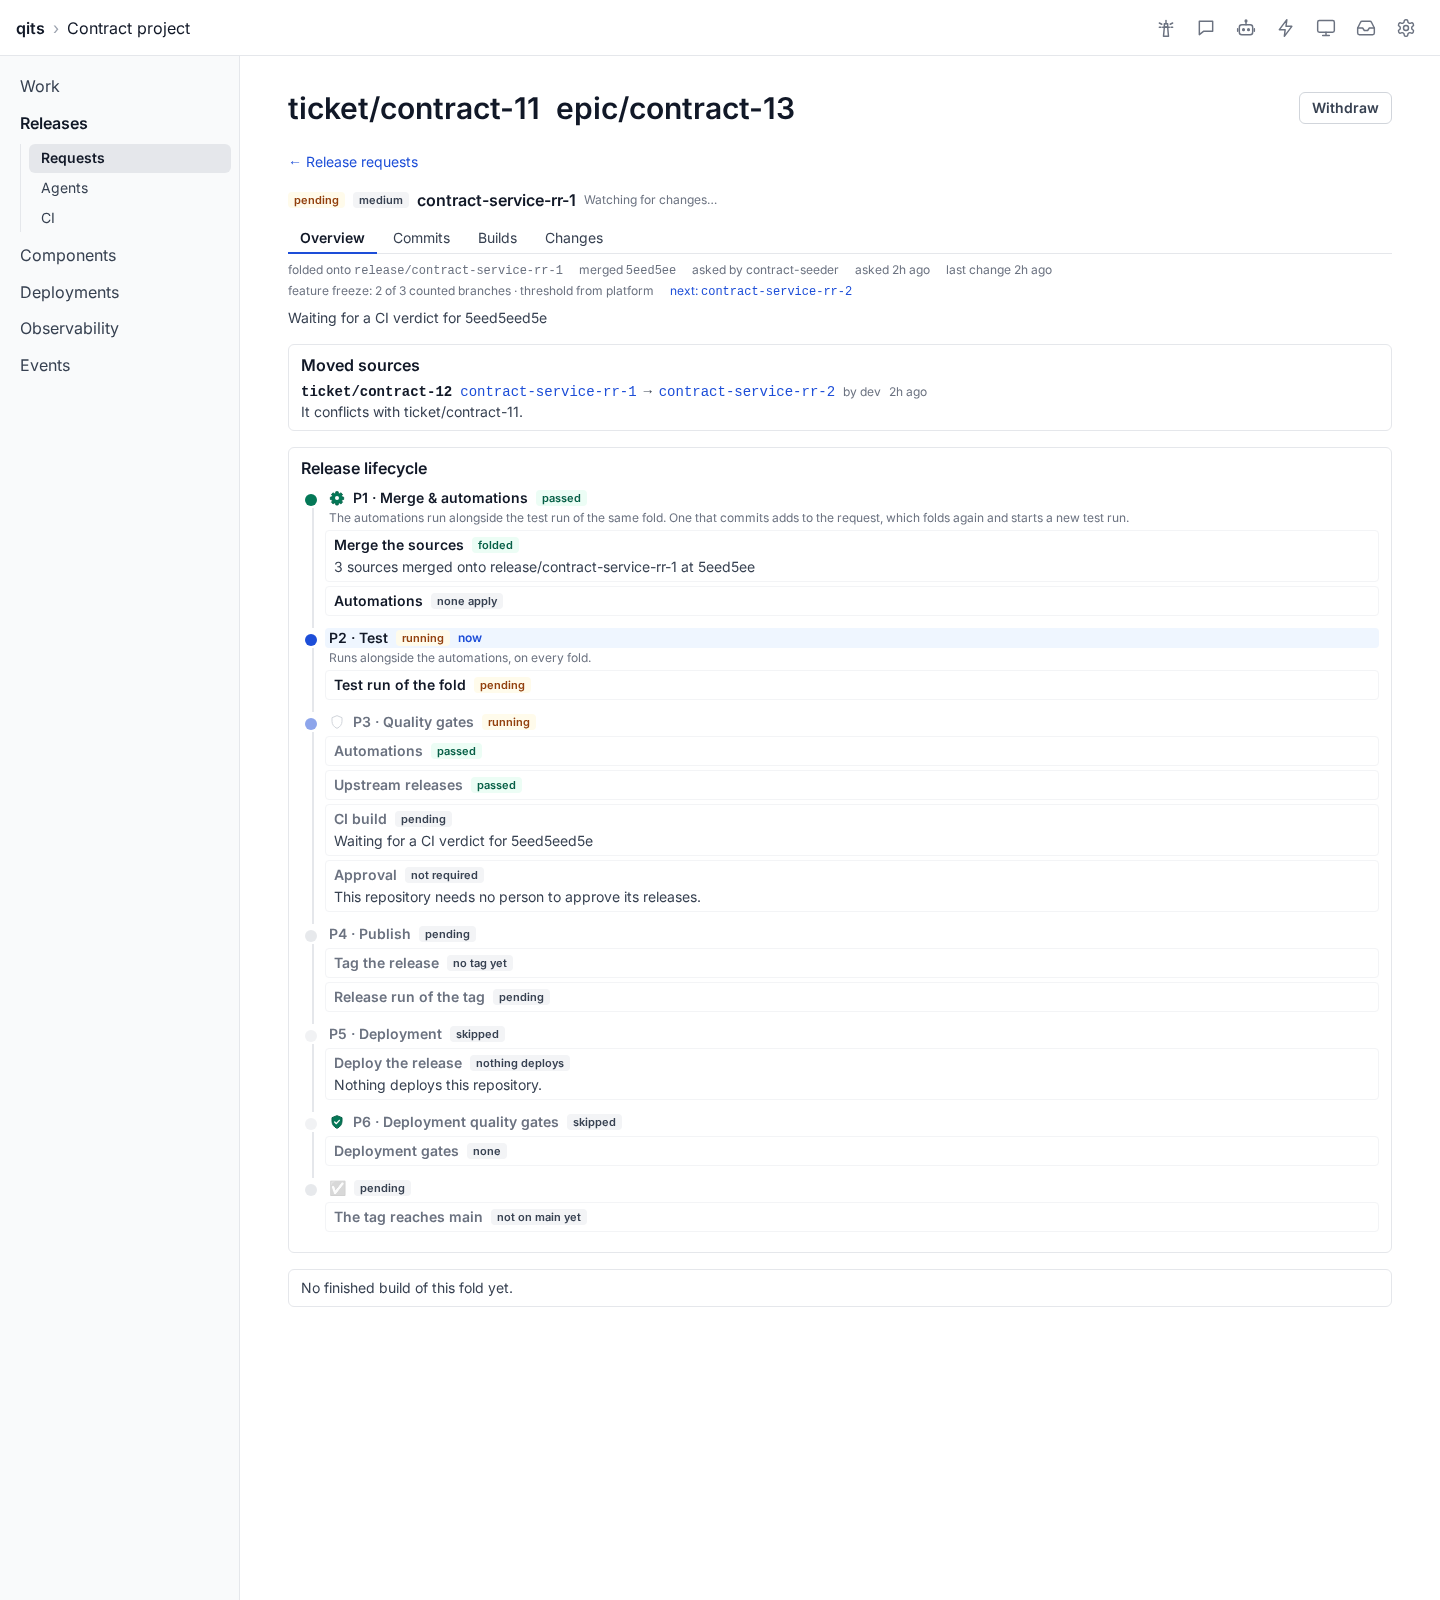 qits › Contract project
Work
Releases
Requests
Agents
CI
Components
Deployments
Observability
Events
ticket/contract-11 epic/contract-13
Withdraw
← Release requests
pending medium contract-service-rr-1 Watching for changes…
Overview Commits Builds Changes
folded onto release/contract-service-rr-1 merged 5eed5ee asked by contract-seeder asked 2h ago last change 2h ago
feature freeze: 2 of 3 counted branches · threshold from platform next: contract-service-rr-2
Waiting for a CI verdict for 5eed5eed5e
Moved sources
ticket/contract-12 contract-service-rr-1 → contract-service-rr-2 by dev 2h ago
It conflicts with ticket/contract-11.
Release lifecycle
P1 · Merge & automations passed
The automations run alongside the test run of the same fold. One that commits adds to the request, which folds again and starts a new test run.
Merge the sources folded
3 sources merged onto release/contract-service-rr-1 at 5eed5ee
Automations none apply
P2 · Test running now
Runs alongside the automations, on every fold.
Test run of the fold pending
P3 · Quality gates running
Automations passed
Upstream releases passed
CI build pending
Waiting for a CI verdict for 5eed5eed5e
Approval not required
This repository needs no person to approve its releases.
P4 · Publish pending
Tag the release no tag yet
Release run of the tag pending
P5 · Deployment skipped
Deploy the release nothing deploys
Nothing deploys this repository.
P6 · Deployment quality gates skipped
Deployment gates none
pending
The tag reaches main not on main yet
No finished build of this fold yet.